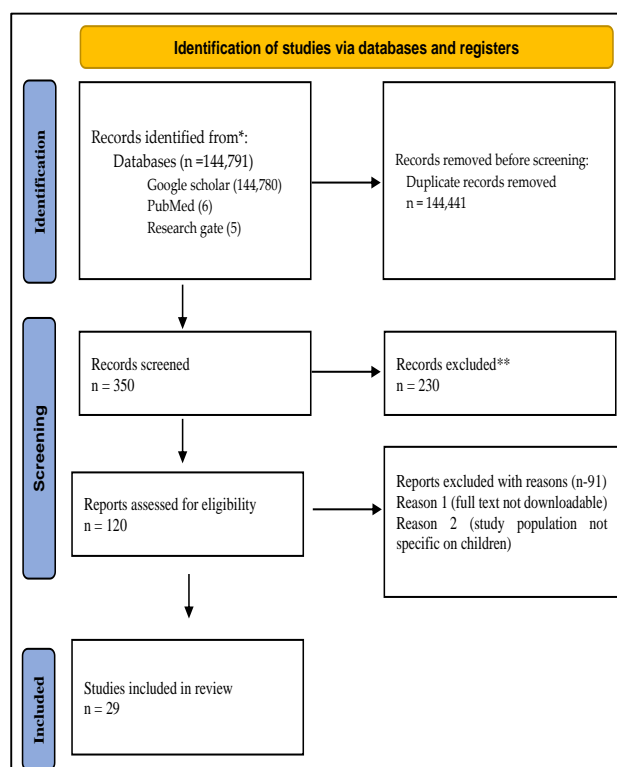 Identification of studies via databases and registers
Identification
Records identified from*:
Databases (n =144,791)
Google scholar (144,780)
PubMed (6)
Research gate (5)
Records removed before screening:
Duplicate records removed
n = 144,441
Screening
Records screened
n = 350
Records excluded**
n = 230
Reports assessed for eligibility
n = 120
Reports excluded with reasons (n-91)
Reason 1 (full text not downloadable)
Reason 2 (study population not
specific on children)
Included
Studies included in review
n = 29